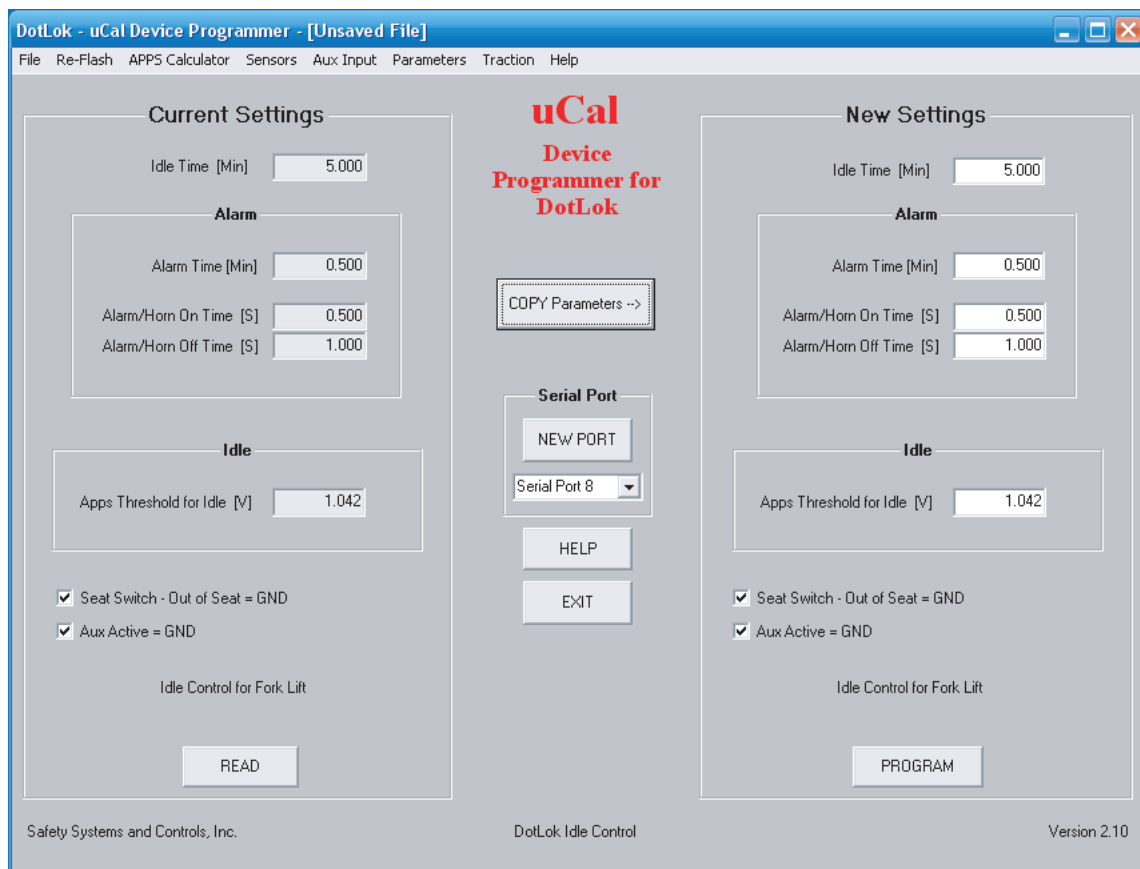 DotLok - uCal Device Programmer - [Unsaved File]
File Re-Flash APPS Calculator Sensors Aux Input Parameters Traction Help
Current Settings
Idle Time [Min] 5.000
Alarm
Alarm Time [Min] 0.500
Alarm/Horn On Time [S] 0.500
Alarm/Horn Off Time [S] 1.000
Idle
Apps Threshold for Idle [V] 1.042
Seat Switch - Out of Seat = GND
Aux Active = GND
Idle Control for Fork Lift
READ
uCal
Device
Programmer for
DotLok
COPY Parameters -->
Serial Port
NEW PORT
Serial Port 8
HELP
EXIT
New Settings
Idle Time [Min] 5.000
Alarm
Alarm Time [Min] 0.500
Alarm/Horn On Time [S] 0.500
Alarm/Horn Off Time [S] 1.000
Idle
Apps Threshold for Idle [V] 1.042
Seat Switch - Out of Seat = GND
Aux Active = GND
Idle Control for Fork Lift
PROGRAM
Safety Systems and Controls, Inc. DotLok Idle Control Version 2.10